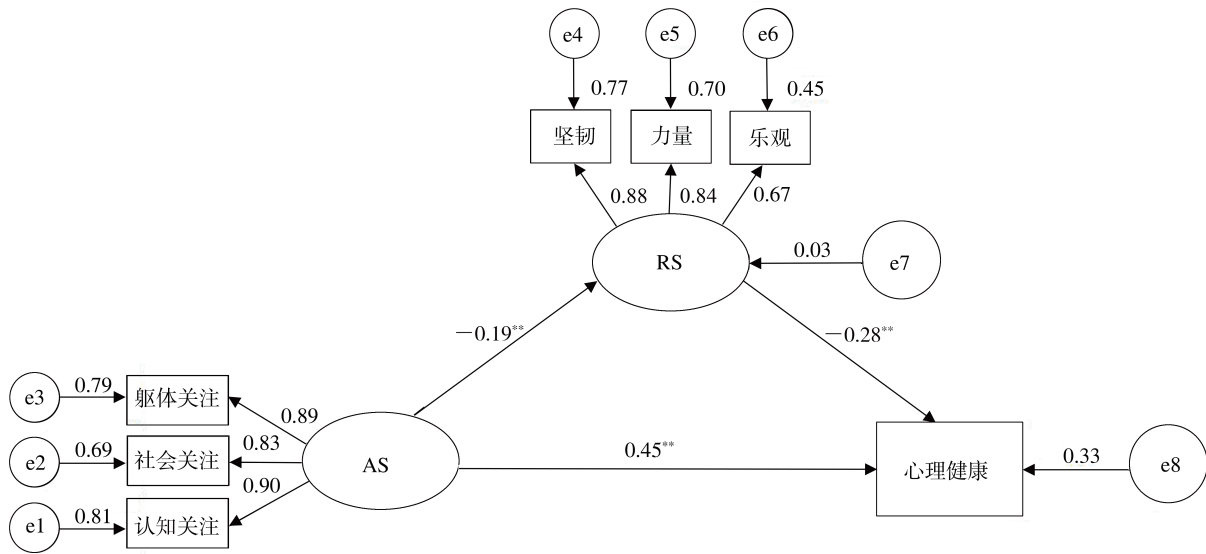 e4
e5
e6
0.77
0.70
0.45
坚韧
力量
乐观
0.88
0.84
0.67
RS
0.03
e7
－0.19**
－0.28**
e3
0.79
躯体关注
0.89
e2
0.69
社会关注
0.83
AS
0.45**
心理健康
0.33
e8
0.90
e1
0.81
认知关注